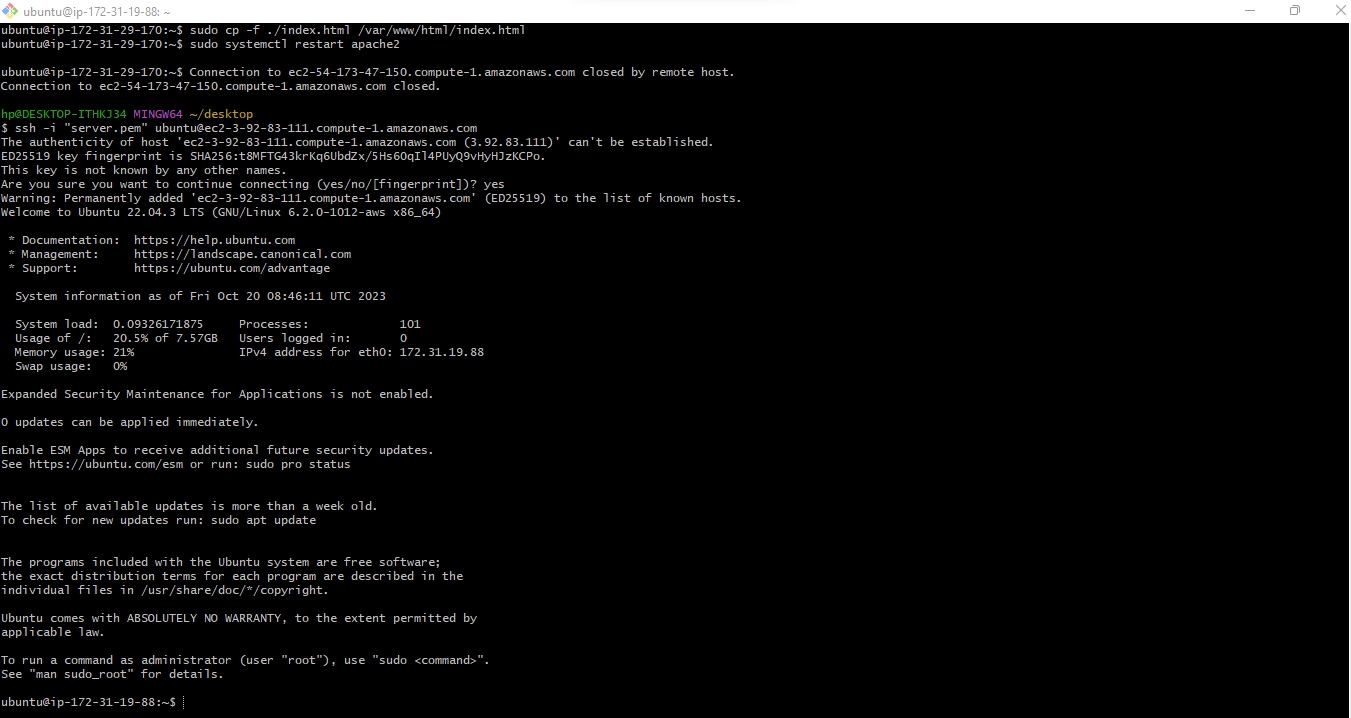 ubuntu@ip-172-31-19-88: ~
ubuntu@ip-172-31-29-170:~$ sudo cp -f ./index.html /var/www/html/index.html
ubuntu@ip-172-31-29-170:~$ sudo systemctl restart apache2
ubuntu@ip-172-31-29-170:~$ Connection to ec2-54-173-47-150.compute-1.amazonaws.com closed by remote host.
Connection to ec2-54-173-47-150.compute-1.amazonaws.com closed.
hp@DESKTOP-ITHKJ34 MINGW64 ~/desktop
$ ssh -i "server.pem" ubuntu@ec2-3-92-83-111.compute-1.amazonaws.com
The authenticity of host 'ec2-3-92-83-111.compute-1.amazonaws.com (3.92.83.111)' can't be established.
ED25519 key fingerprint is SHA256:t8MFTG43krKq6UbdZx/5Hs6OqIl4PUyQ9vHyHJzKCPo.
This key is not known by any other names.
Are you sure you want to continue connecting (yes/no/[fingerprint])? yes
Warning: Permanently added 'ec2-3-92-83-111.compute-1.amazonaws.com' (ED25519) to the list of known hosts.
Welcome to Ubuntu 22.04.3 LTS (GNU/Linux 6.2.0-1012-aws x86_64)
* Documentation:  https://help.ubuntu.com
* Management:     https://landscape.canonical.com
* Support:        https://ubuntu.com/advantage
System information as of Fri Oct 20 08:46:11 UTC 2023
System load:  0.09326171875     Processes:             101
Usage of /:   20.5% of 7.57GB   Users logged in:       0
Memory usage: 21%               IPv4 address for eth0: 172.31.19.88
Swap usage:   0%
Expanded Security Maintenance for Applications is not enabled.
0 updates can be applied immediately.
Enable ESM Apps to receive additional future security updates.
See https://ubuntu.com/esm or run: sudo pro status
The list of available updates is more than a week old.
To check for new updates run: sudo apt update
The programs included with the Ubuntu system are free software;
the exact distribution terms for each program are described in the
individual files in /usr/share/doc/*/copyright.
Ubuntu comes with ABSOLUTELY NO WARRANTY, to the extent permitted by
applicable law.
To run a command as administrator (user "root"), use "sudo <command>".
See "man sudo_root" for details.
ubuntu@ip-172-31-19-88:~$